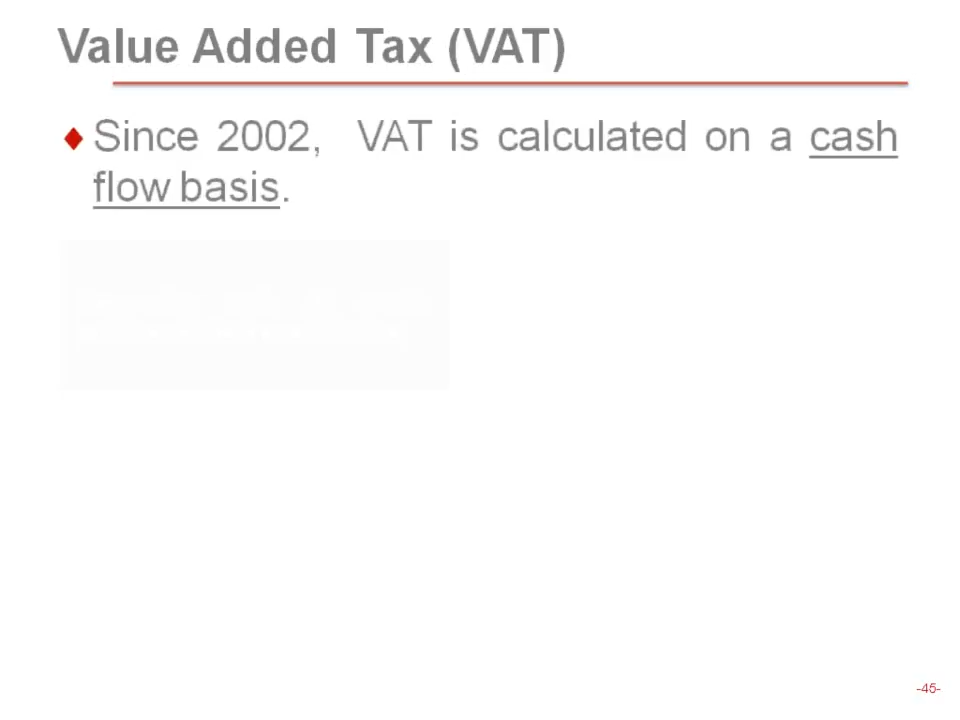 Value Added Tax (VAT)
♦ Since 2002, VAT is calculated on a cash
flow basis.
-45-